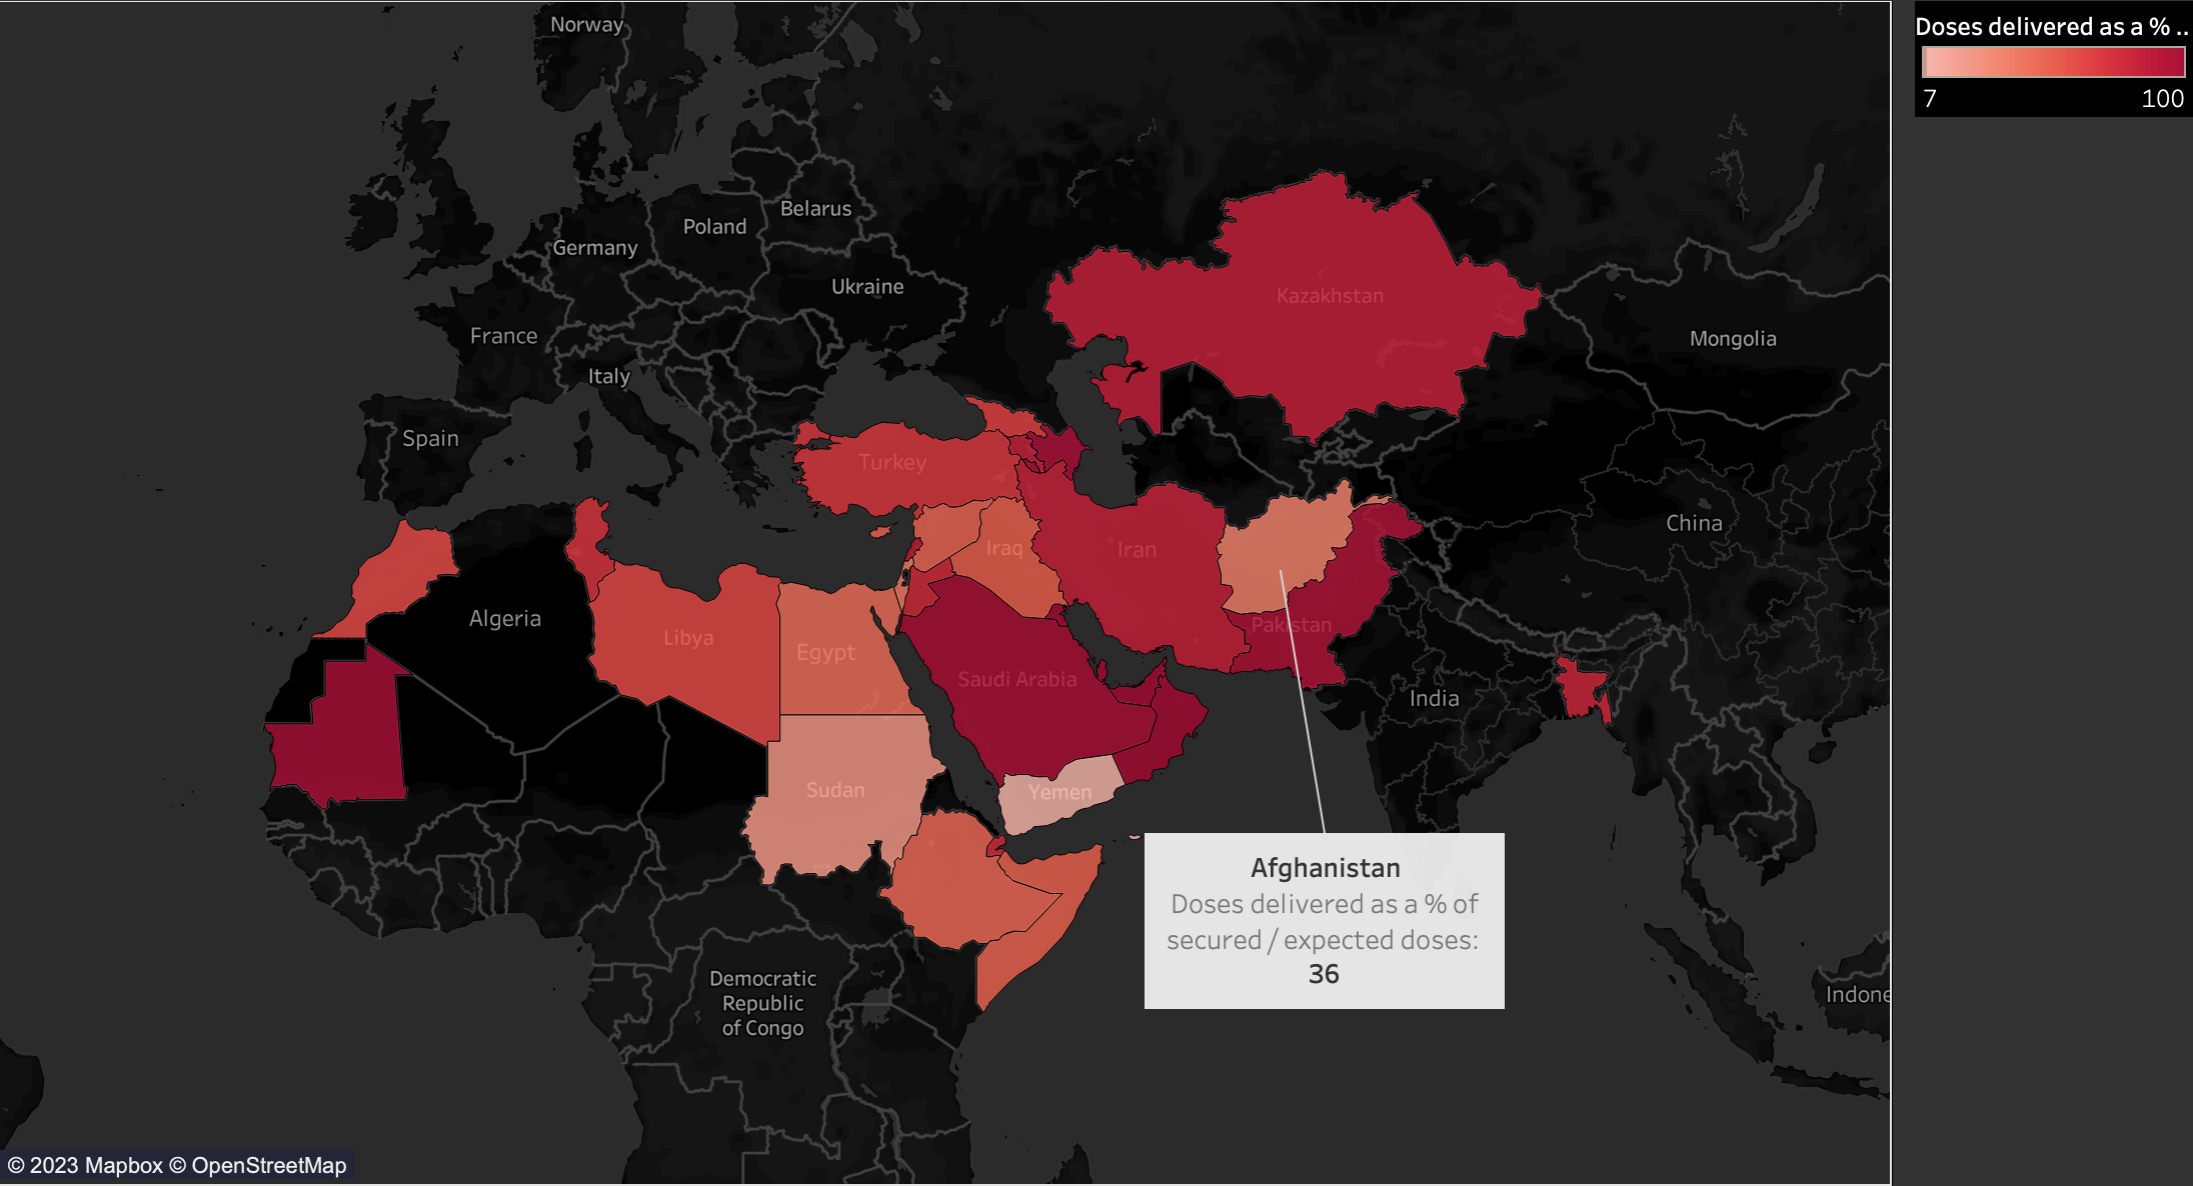 Norway
Doses delivered as a % ..
7 100
Belarus
Poland
Germany
Ukraine
Kazakhstan
France
Mongolia
Italy
Spain
Turkey
China
Iraq
Iran
Algeria
Pakistan
Libya
Egypt
Saudi Arabia
India
Sudan
Yemen
Afghanistan
Doses delivered as a % of
secured / expected doses:
36
Democratic
Republic
of Congo
Indone
© 2023 Mapbox © OpenStreetMap